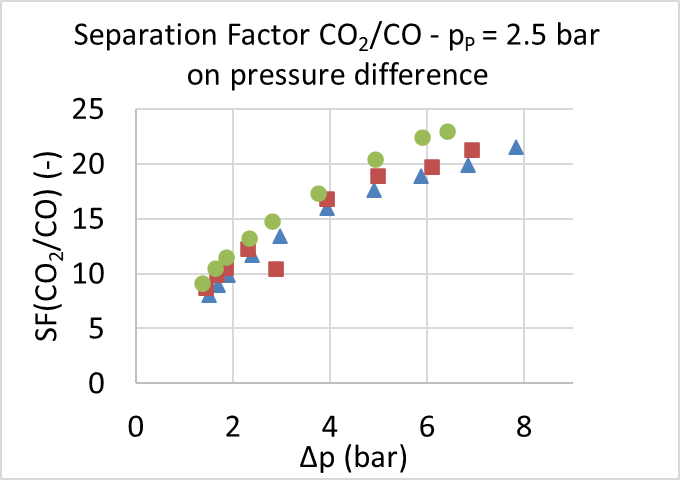 Separation Factor CO₂/CO - pₚ = 2.5 bar
on pressure difference
25
20
15
10
5
0
SF(CO₂/CO) (-)
0 2 4 6 8
Δp (bar)